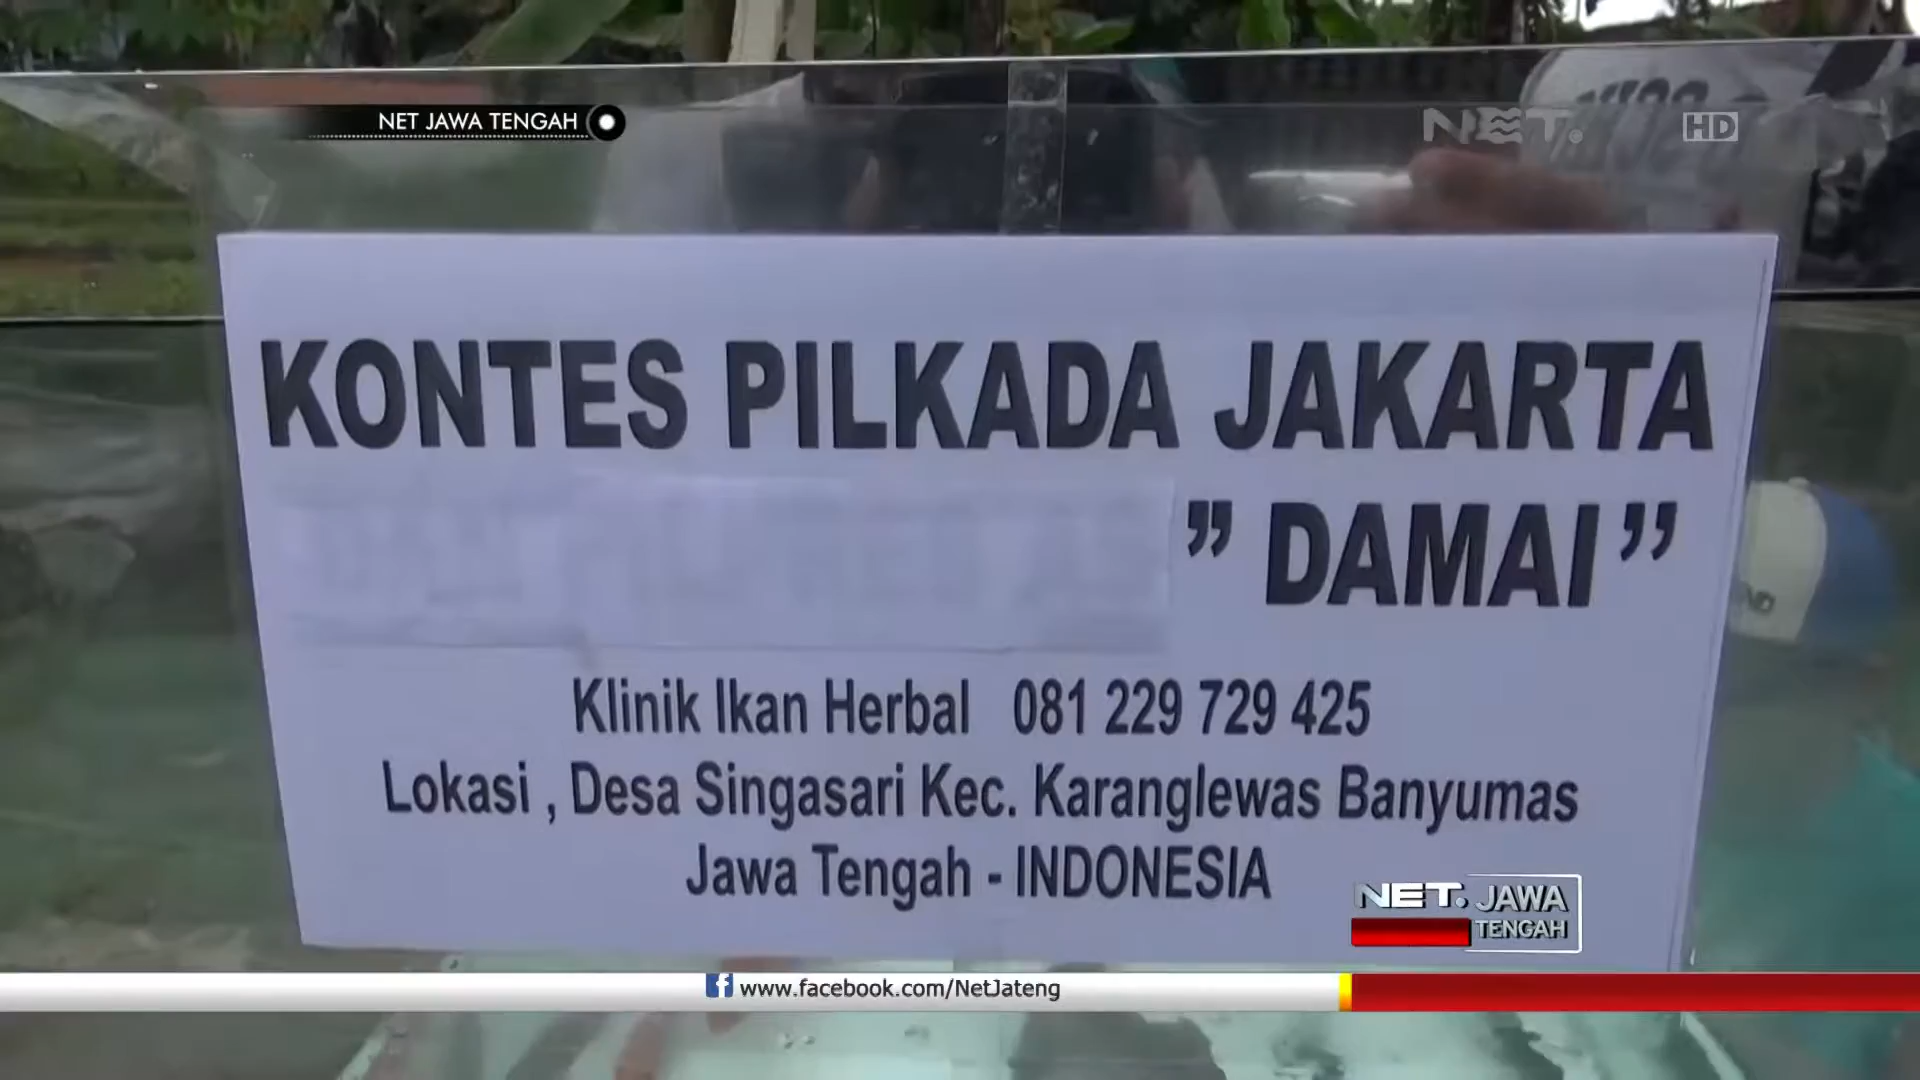 NET JAWA TENGAH
NET.
HD
KONTES PILKADA JAKARTA
” DAMAI ”
Klinik Ikan Herbal 081 229 729 425
Lokasi , Desa Singasari Kec. Karanglewas Banyumas
Jawa Tengah - INDONESIA
NET. JAWA
TENGAH
www.facebook.com/NetJateng